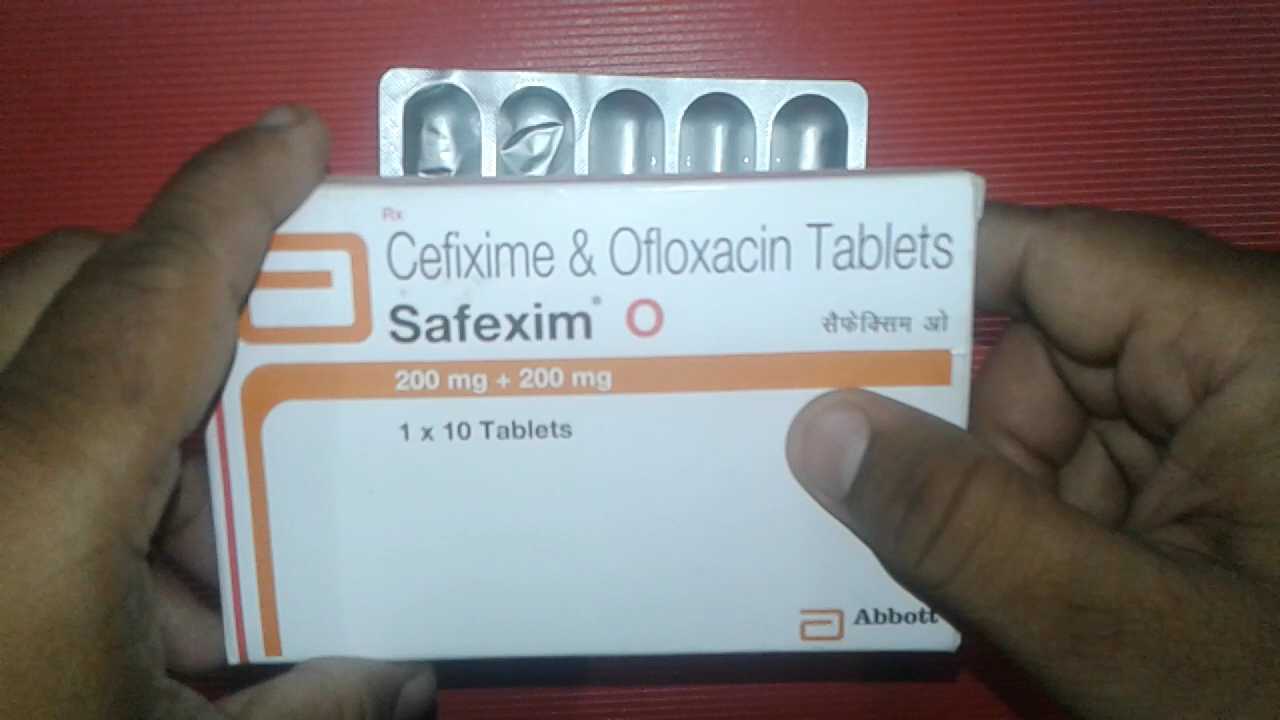 Rx
Cefixime & Ofloxacin Tablets
Safexim® O
सैफेक्सिम ओ
200 mg + 200 mg
1 x 10 Tablets
Abbott